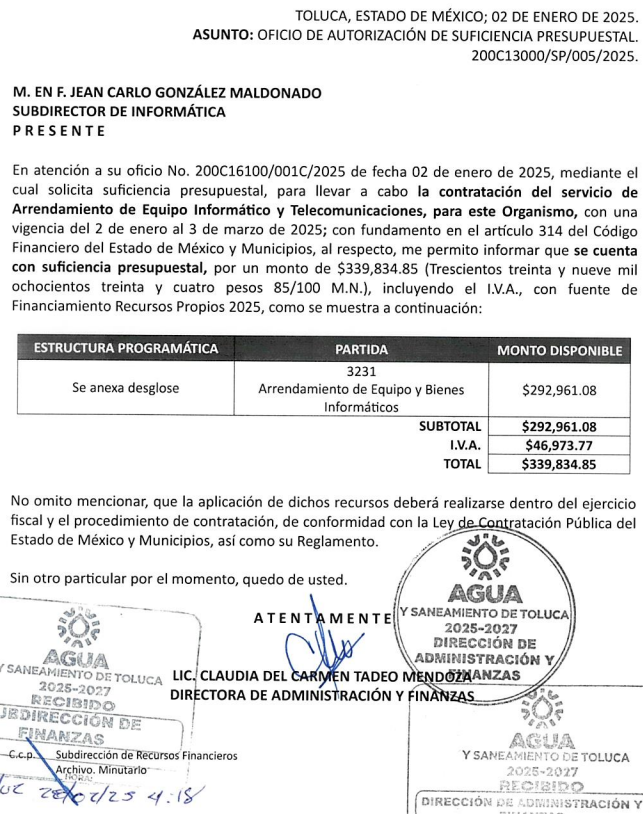 TOLUCA, ESTADO DE MÉXICO; 02 DE ENERO DE 2025.
ASUNTO: OFICIO DE AUTORIZACIÓN DE SUFICIENCIA PRESUPUESTAL.
200C13000/SP/005/2025.
M. EN F. JEAN CARLO GONZÁLEZ MALDONADO
SUBDIRECTOR DE INFORMÁTICA
P R E S E N T E
En atención a su oficio No. 200C16100/001C/2025 de fecha 02 de enero de 2025, mediante el
cual solicita suficiencia presupuestal, para llevar a cabo la contratación del servicio de
Arrendamiento de Equipo Informático y Telecomunicaciones, para este Organismo, con una
vigencia del 2 de enero al 3 de marzo de 2025; con fundamento en el artículo 314 del Código
Financiero del Estado de México y Municipios, al respecto, me permito informar que se cuenta
con suficiencia presupuestal, por un monto de $339,834.85 (Trescientos treinta y nueve mil
ochocientos treinta y cuatro pesos 85/100 M.N.), incluyendo el I.V.A., con fuente de
Financiamiento Recursos Propios 2025, como se muestra a continuación:
ESTRUCTURA PROGRAMÁTICA PARTIDA MONTO DISPONIBLE
3231
Se anexa desglose Arrendamiento de Equipo y Bienes $292,961.08
Informáticos
SUBTOTAL $292,961.08
I.V.A. $46,973.77
TOTAL $339,834.85
No omito mencionar, que la aplicación de dichos recursos deberá realizarse dentro del ejercicio
fiscal y el procedimiento de contratación, de conformidad con la Ley de Contratación Pública del
Estado de México y Municipios, así como su Reglamento.
Sin otro particular por el momento, quedo de usted.
A T E N T A M E N T E
LIC. CLAUDIA DEL CARMEN TADEO MENDOZA
DIRECTORA DE ADMINISTRACIÓN Y FINANZAS
AGUA
Y SANEAMIENTO DE TOLUCA
2025-2027
DIRECCIÓN DE
ADMINISTRACIÓN Y
FINANZAS
AGUA
Y SANEAMIENTO DE TOLUCA
2025-2027
RECIBIDO
UBDIRECCIÓN DE
FINANZAS
C.c.p. Subdirección de Recursos Financieros
Archivo. Minutario
HORA:
28/02/25 4:18
AGUA
Y SANEAMIENTO DE TOLUCA
2025-2027
RECIBIDO
DIRECCIÓN DE ADMINISTRACIÓN Y